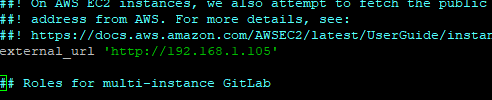 ##! On AWS EC2 instances, we also attempt to fetch the public
##! address from AWS. For more details, see:
##! https://docs.aws.amazon.com/AWSEC2/latest/UserGuide/instan
external_url 'http://192.168.1.105'
## Roles for multi-instance GitLab